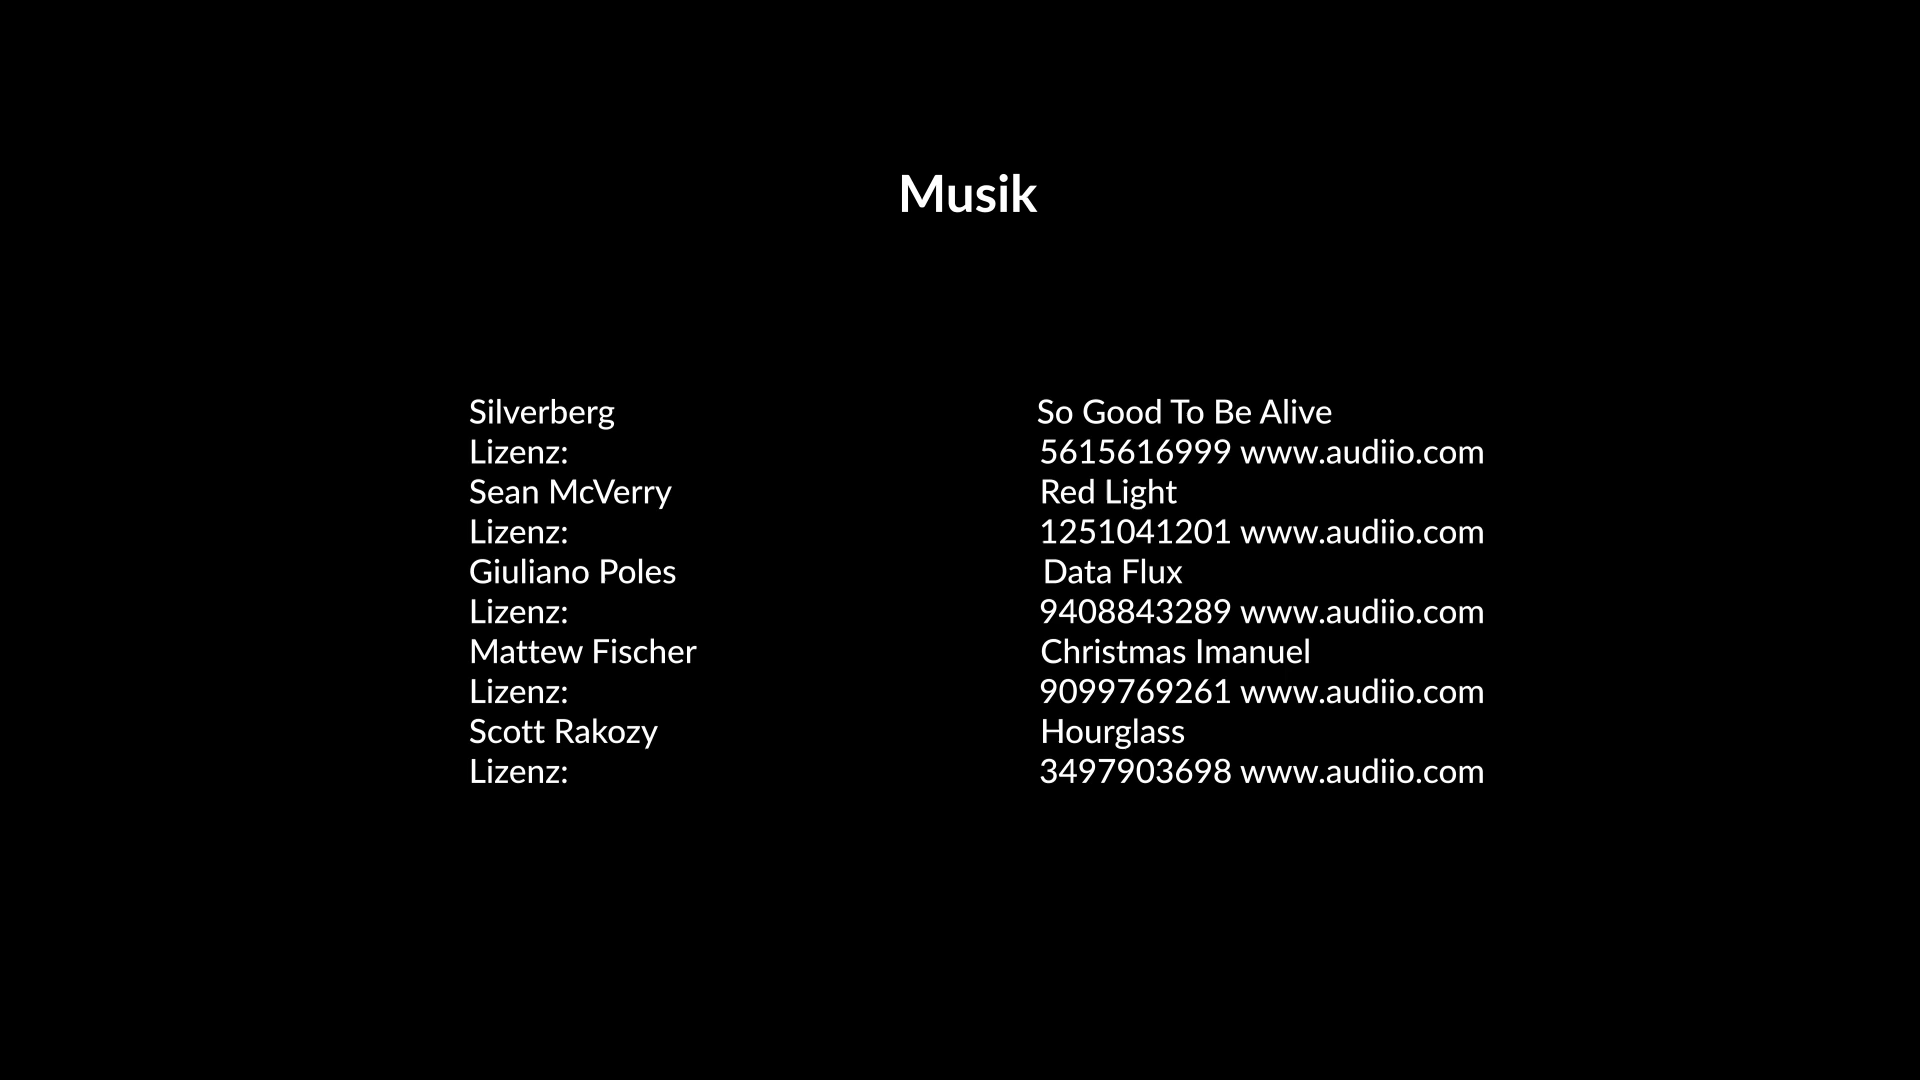 Musik
Silverberg So Good To Be Alive
Lizenz: 5615616999 www.audiio.com
Sean McVerry Red Light
Lizenz: 1251041201 www.audiio.com
Giuliano Poles Data Flux
Lizenz: 9408843289 www.audiio.com
Mattew Fischer Christmas Imanuel
Lizenz: 9099769261 www.audiio.com
Scott Rakozy Hourglass
Lizenz: 3497903698 www.audiio.com